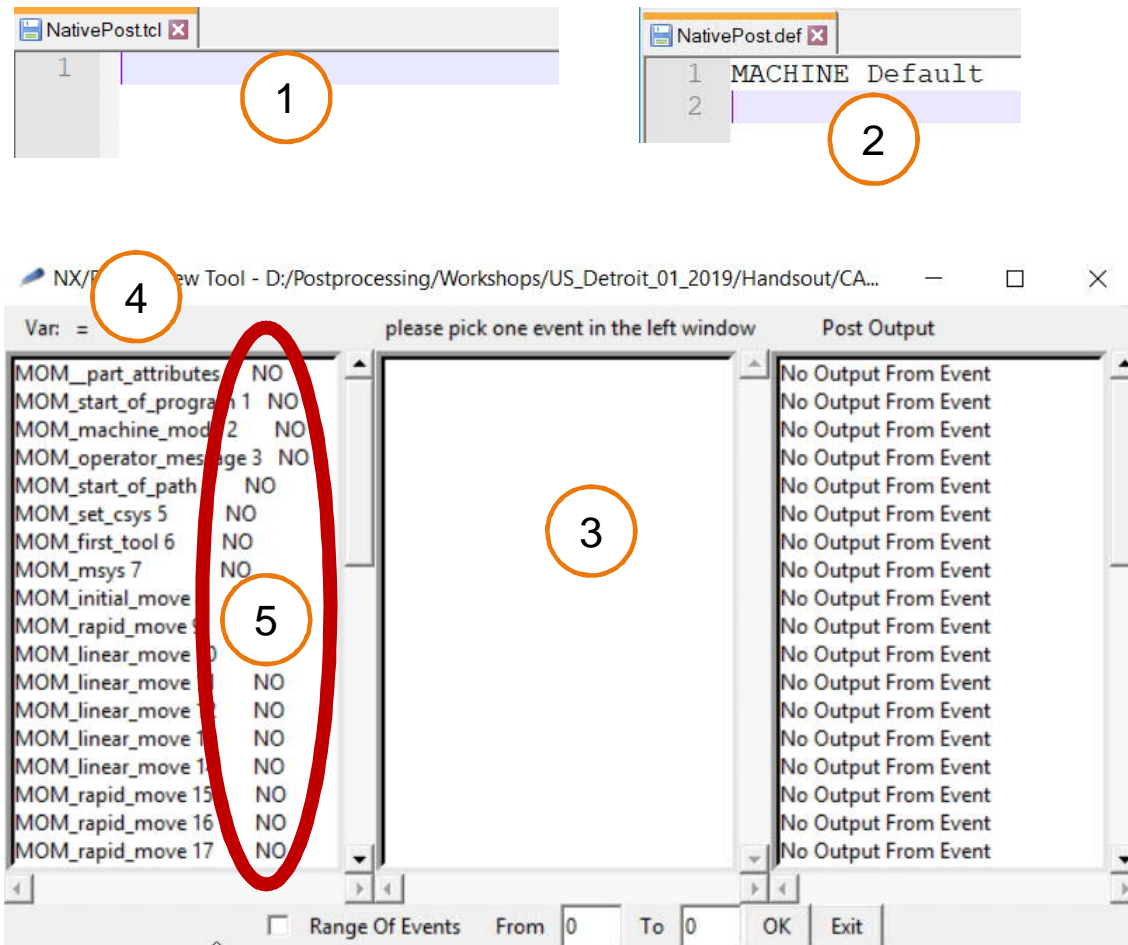 NativePost.tcl
1
1
NativePost.def
1 MACHINE Default
2
2
NX/P ew Tool - D:/Postprocessing/Workshops/US_Detroit_01_2019/Handsout/CA...
4
Var: = please pick one event in the left window Post Output
MOM__part_attributes NO No Output From Event
MOM_start_of_program 1 NO No Output From Event
MOM_machine_mode 2 NO No Output From Event
MOM_operator_message 3 NO No Output From Event
MOM_start_of_path NO No Output From Event
MOM_set_csys 5 NO No Output From Event
MOM_first_tool 6 NO No Output From Event
3
MOM_msys 7 NO No Output From Event
MOM_initial_move No Output From Event
5
MOM_rapid_move 9 No Output From Event
MOM_linear_move 10 No Output From Event
MOM_linear_move 11 NO No Output From Event
MOM_linear_move 12 NO No Output From Event
MOM_linear_move 13 NO No Output From Event
MOM_linear_move 14 NO No Output From Event
MOM_rapid_move 15 NO No Output From Event
MOM_rapid_move 16 NO No Output From Event
MOM_rapid_move 17 NO No Output From Event
Range Of Events From 0 To 0 OK Exit